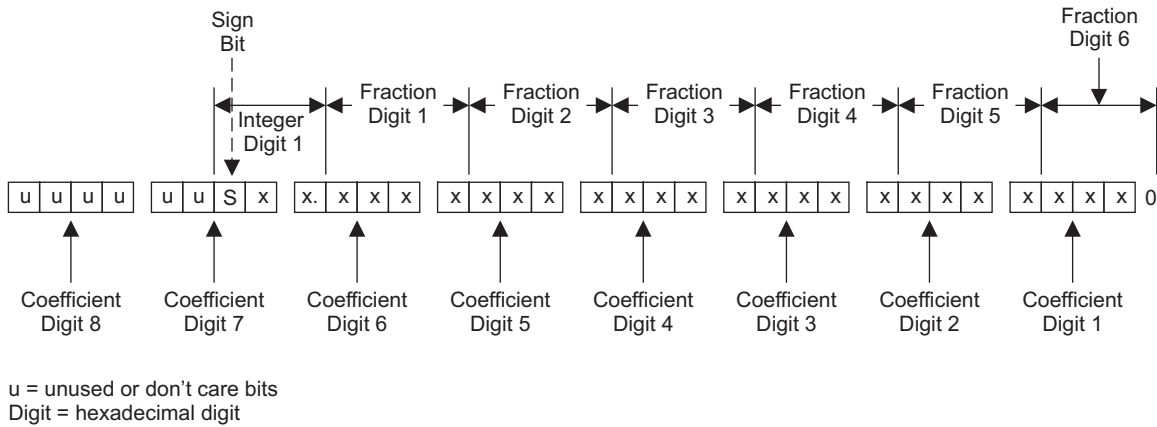 Sign
Bit
Fraction
Digit 6
Integer
Digit 1
Fraction
Digit 1
Fraction
Digit 2
Fraction
Digit 3
Fraction
Digit 4
Fraction
Digit 5
u u u u u u S x x. x x x x x x x x x x x x x x x x x x x x x x x 0
Coefficient
Digit 8
Coefficient
Digit 7
Coefficient
Digit 6
Coefficient
Digit 5
Coefficient
Digit 4
Coefficient
Digit 3
Coefficient
Digit 2
Coefficient
Digit 1
u = unused or don’t care bits
Digit = hexadecimal digit